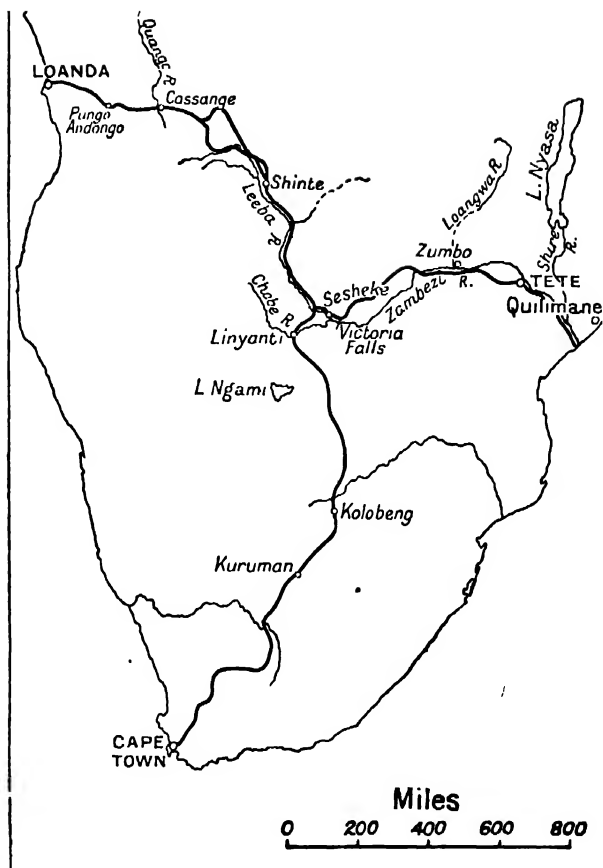 Quango R.
LOANDA
Cassange
Pungo
Andongo
Shinte
Leeba R.
Loangwa R.
L. Nyasa
Shire R.
Zumbo
TETE
Zambezi R.
Quilimane
Sesheke
Chobe R.
Linyanti
Victoria
Falls
L Ngami
Kolobeng
Kuruman
CAPE
TOWN
Miles
0 200 400 600 800